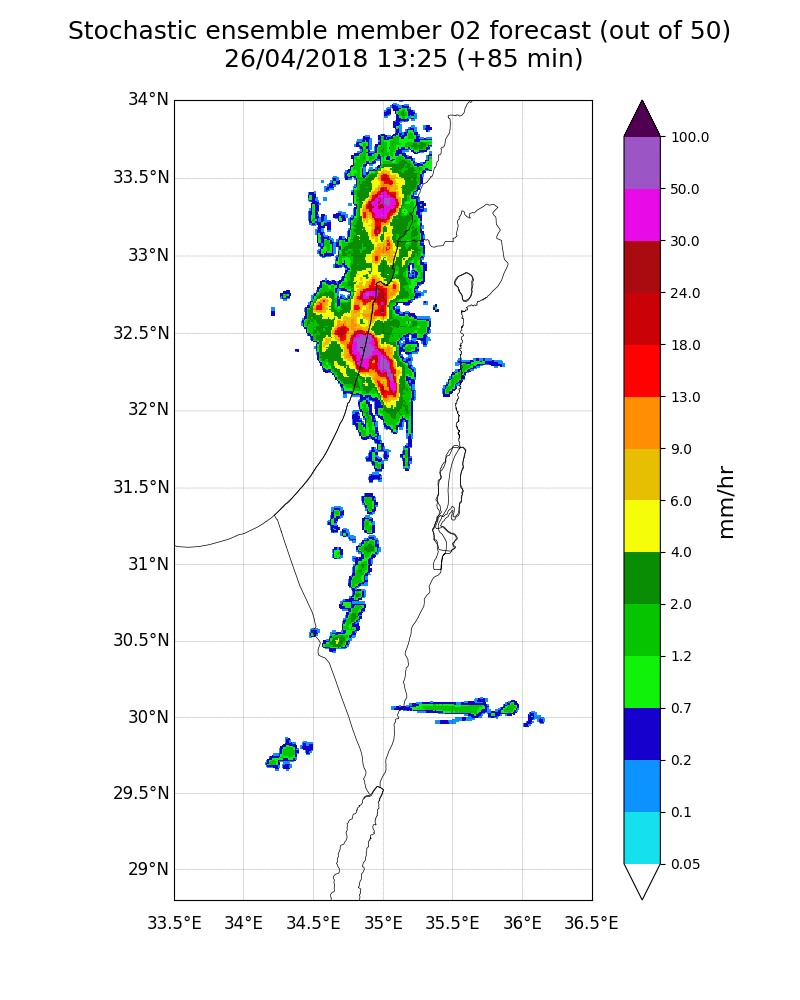 Stochastic ensemble member 02 forecast (out of 50)
26/04/2018 13:25 (+85 min)
34°N
33.5°N
33°N
32.5°N
32°N
31.5°N
31°N
30.5°N
30°N
29.5°N
29°N
33.5°E
34°E
34.5°E
35°E
35.5°E
36°E
36.5°E
100.0
50.0
30.0
24.0
18.0
13.0
9.0
6.0
4.0
2.0
1.2
0.7
0.2
0.1
0.05
mm/hr